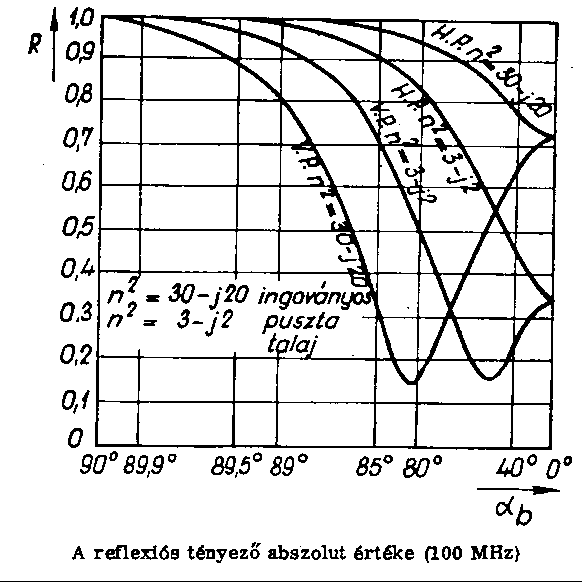 R
1,0
0,9
0,8
0,7
0,6
0,5
0,4
0.3
0,2
0,1
0
H.P. n²=30-j20
H.P. n²=3-j2
V.P. n²=3-j2
V.P. n²=30-j20
n² = 30-j20 ingoványos
n² = 3-j2 puszta
talaj
90° 89,9° 89,5° 89° 85° 80° 40° 0°
αb
A reflexiós tényező abszolut értéke (100 MHz)